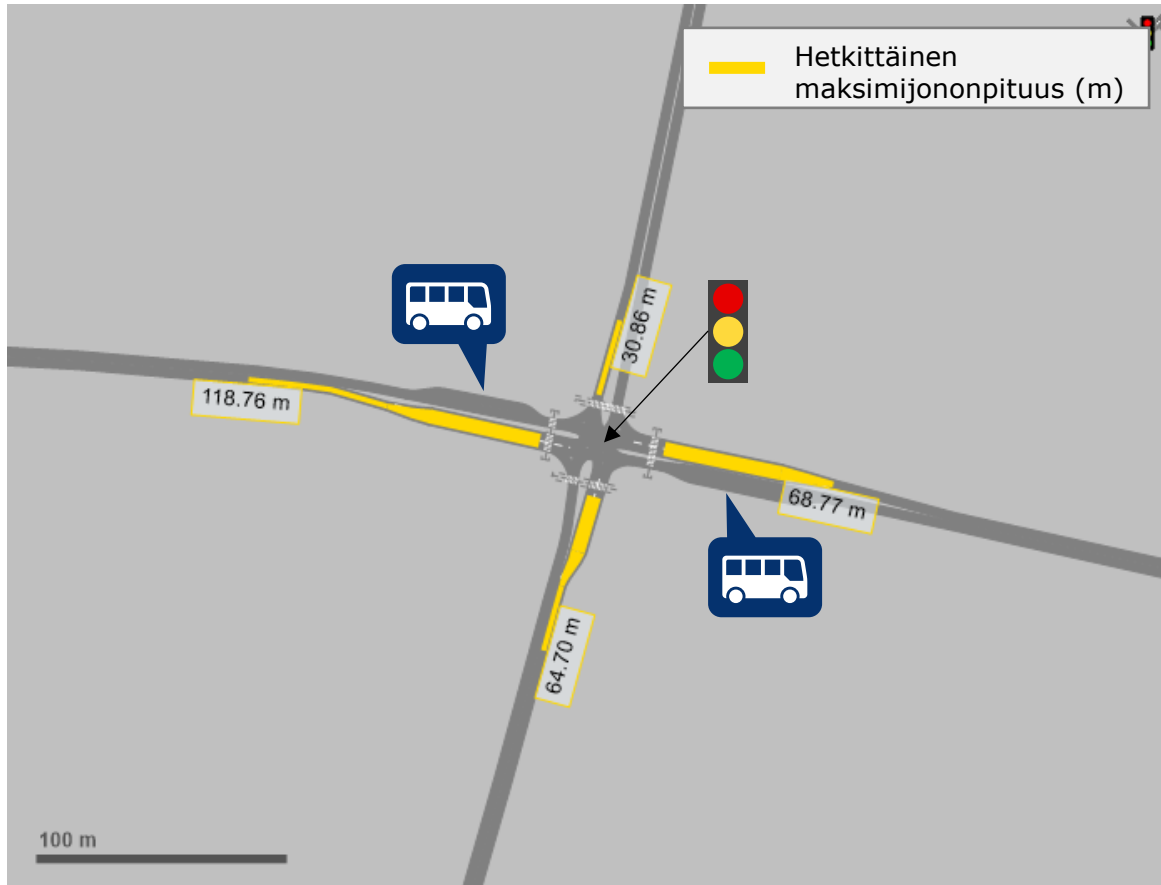 Hetkittäinen
maksimijononpituus (m)
30.86 m
118.76 m
68.77 m
64.70 m
100 m